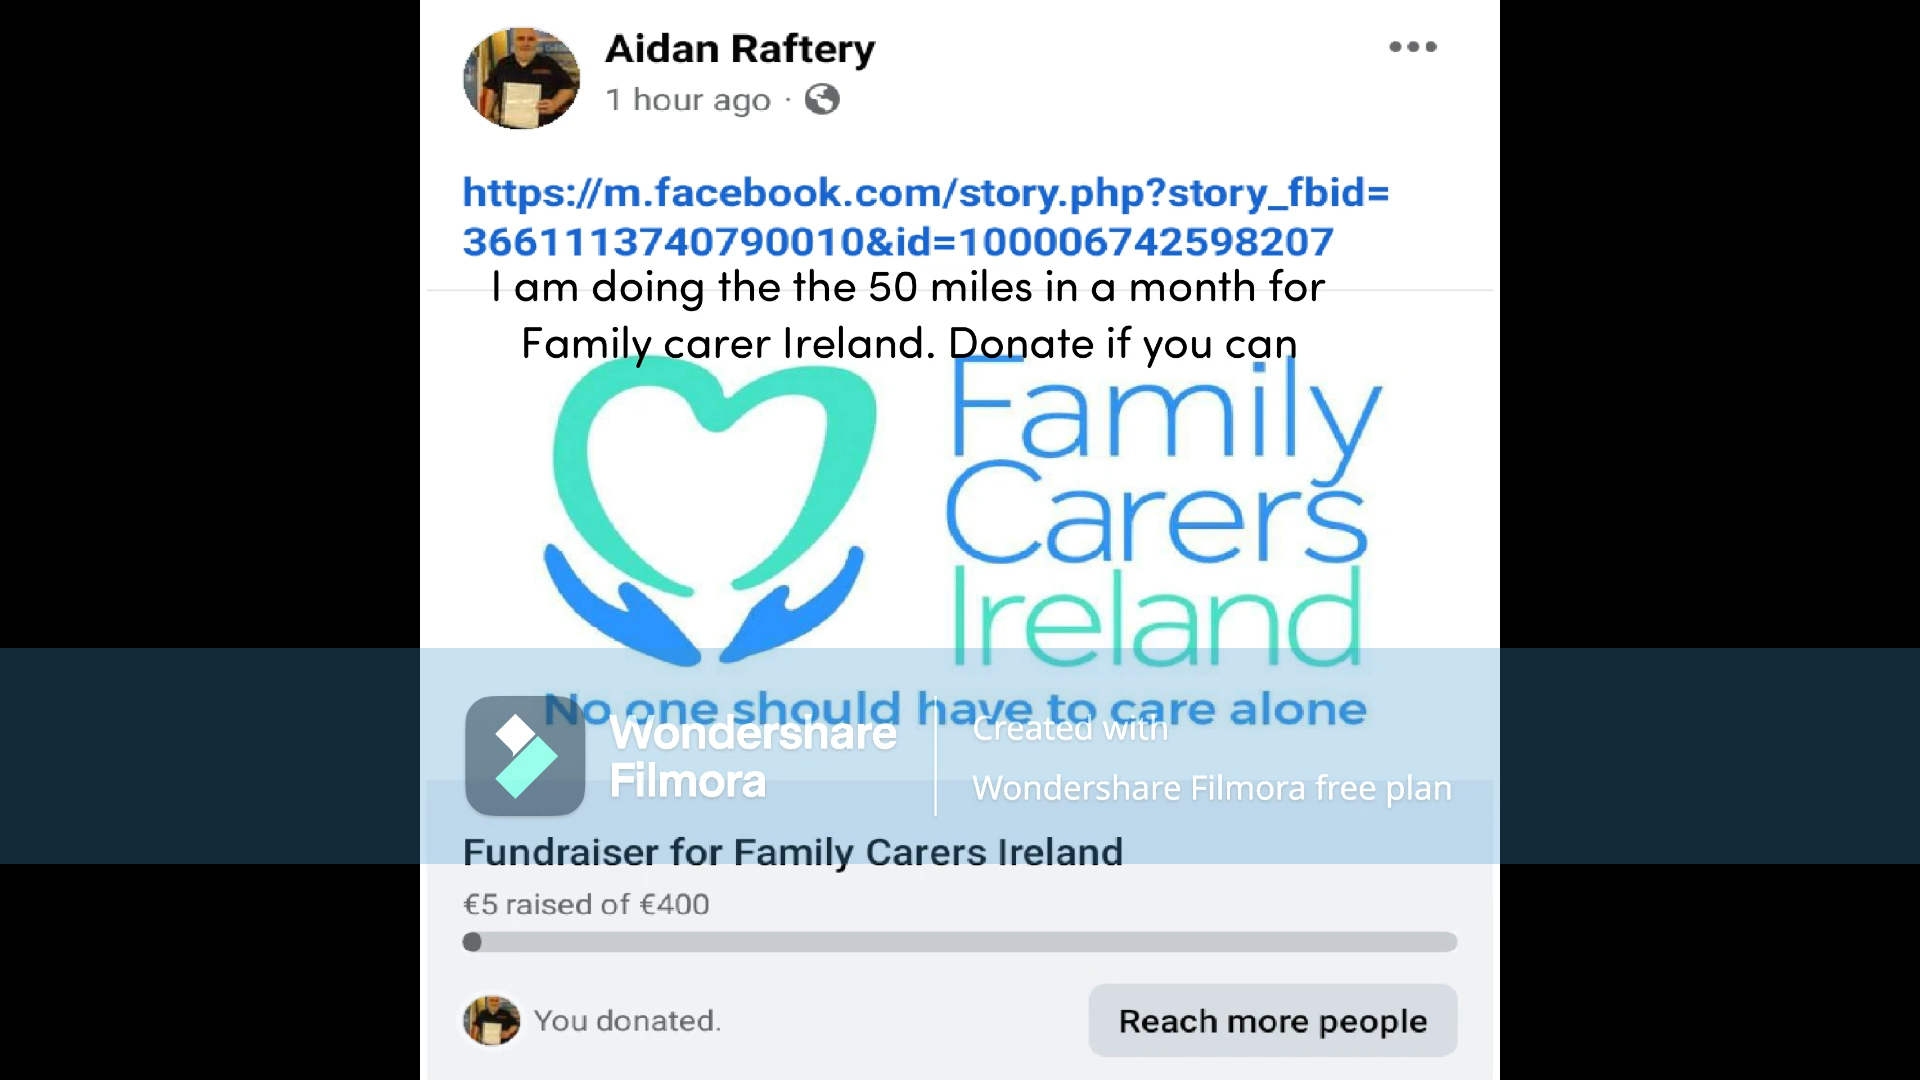 Aidan Raftery
1 hour ago ·
https://m.facebook.com/story.php?story_fbid=
3661113740790010&id=100006742598207
I am doing the the 50 miles in a month for
Family carer Ireland. Donate if you can
Family
Carers
Ireland
No one should have to care alone
Wondershare
Filmora
Created with
Wondershare Filmora free plan
Fundraiser for Family Carers Ireland
€5 raised of €400
You donated.
Reach more people